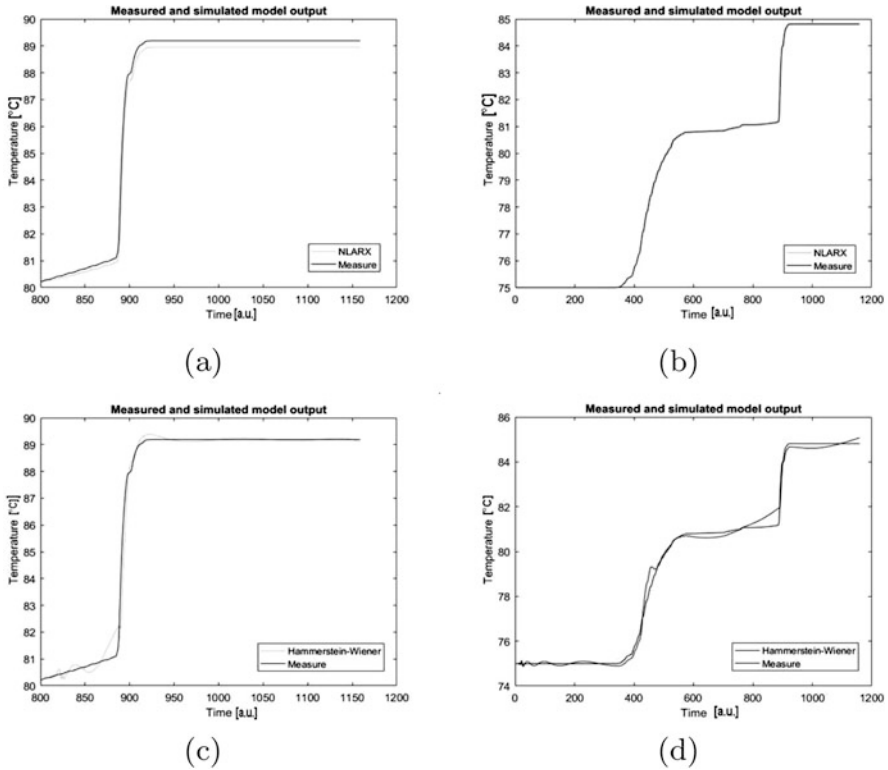 Measured and simulated model output
90
89
88
87
86
85
84
83
82
81
80
Temperature [°C]
NLARX
Measure
800 850 900 950 1000 1050 1100 1150 1200
Time [a.u.]
(a)
Measured and simulated model output
85
84
83
82
81
80
79
78
77
76
75
Temperature [°C]
NLARX
Measure
0 200 400 600 800 1000 1200
Time [a.u.]
(b)
Measured and simulated model output
90
89
88
87
86
85
84
83
82
81
80
Temperature [°C]
Hammerstein-Wiener
Measure
800 850 900 950 1000 1050 1100 1150 1200
Time [a.u.]
(c)
Measured and simulated model output
86
84
82
80
78
76
74
Temperature [°C]
Hammerstein-Wiener
Measure
0 200 400 600 800 1000 1200
Time [a.u.]
(d)